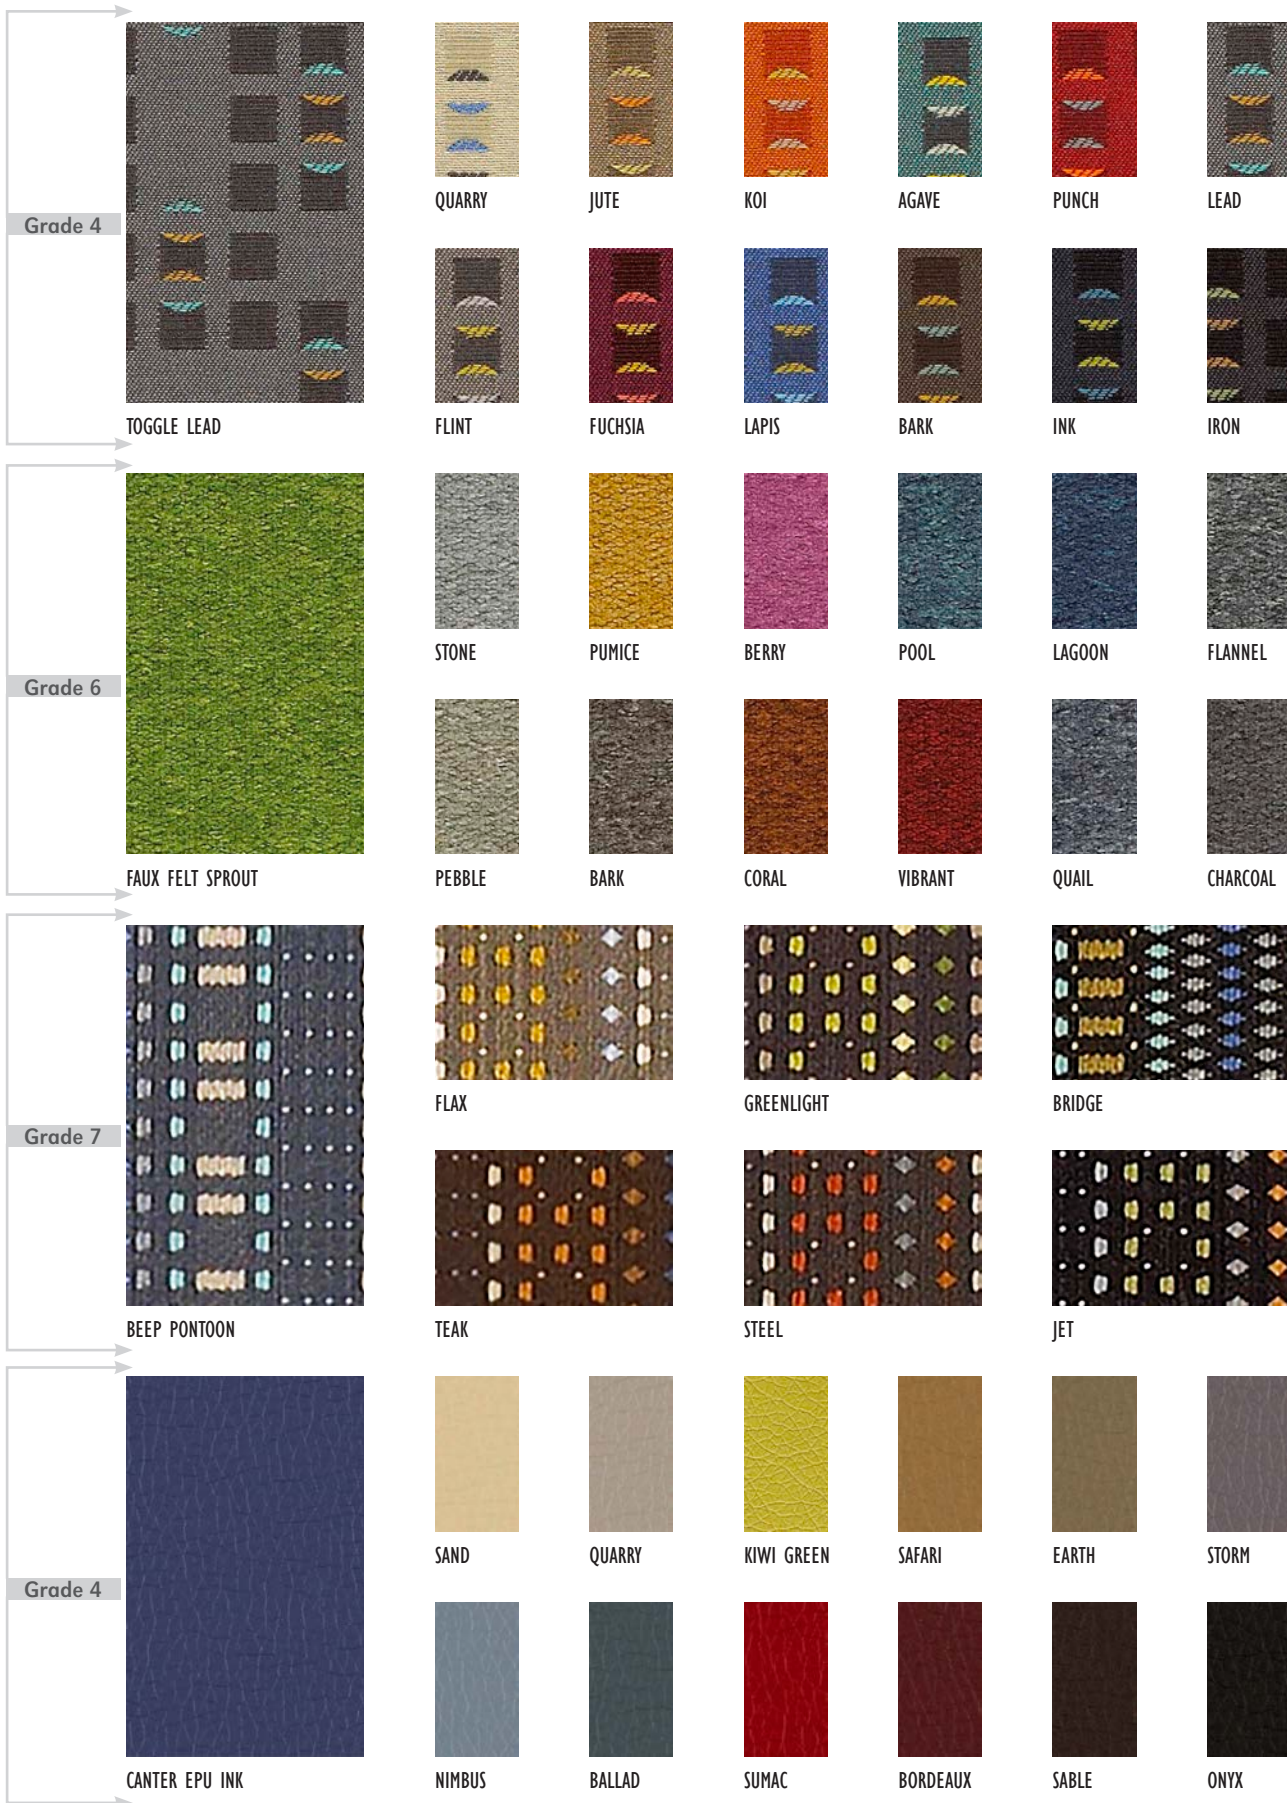 QUARRY JUTE KOI AGAVE PUNCH LEAD
Grade 4
TOGGLE LEAD FLINT FUCHSIA LAPIS BARK INK IRON
STONE PUMICE BERRY POOL LAGOON FLANNEL
Grade 6
FAUX FELT SPROUT PEBBLE BARK CORAL VIBRANT QUAIL CHARCOAL
FLAX GREENLIGHT BRIDGE
Grade 7
BEEP PONTOON TEAK STEEL JET
SAND QUARRY KIWI GREEN SAFARI EARTH STORM
Grade 4
CANTER EPU INK NIMBUS BALLAD SUMAC BORDEAUX SABLE ONYX